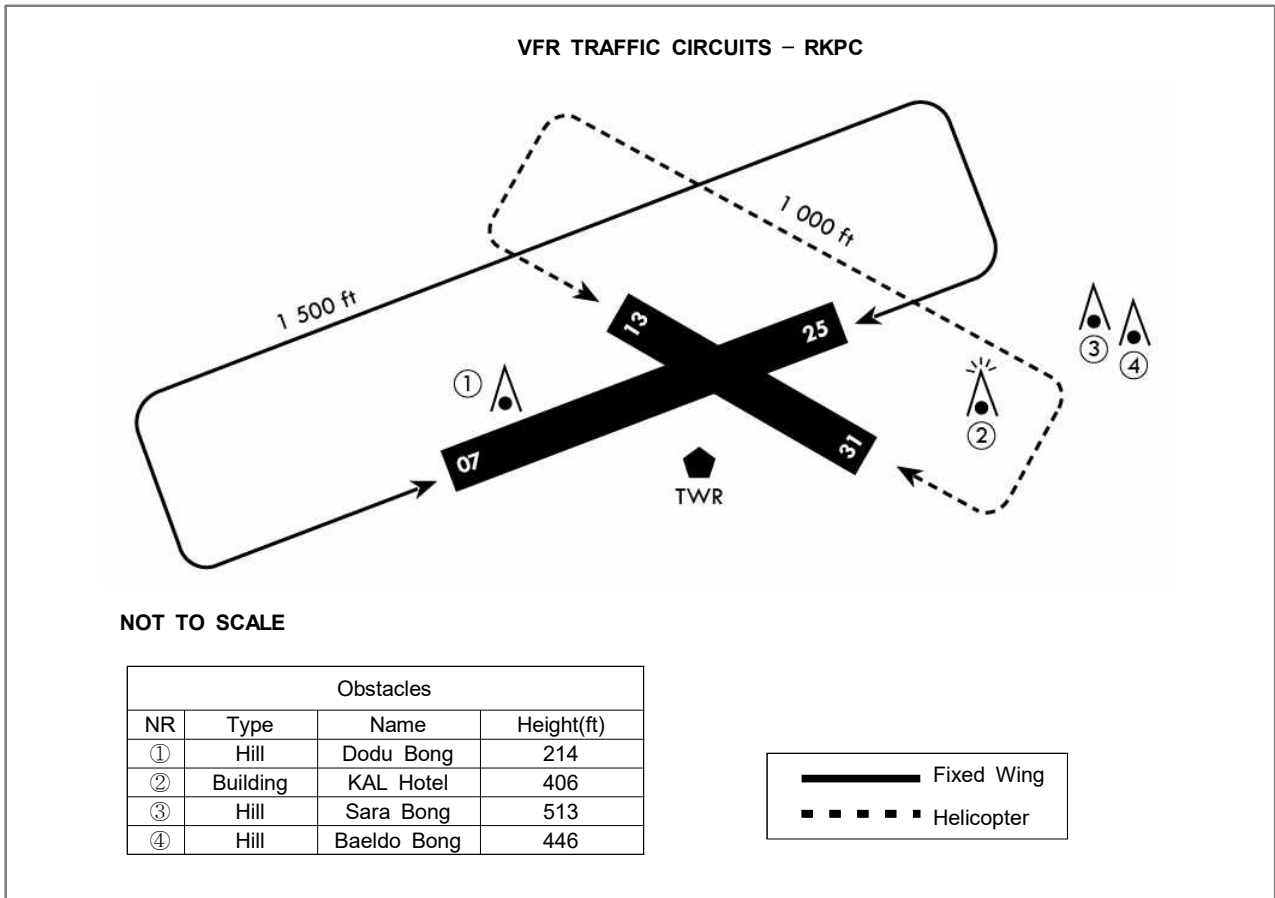 VFR TRAFFIC CIRCUITS – RKPC
1 000 ft
1 500 ft
13
25
①
③
④
②
07
31
TWR
NOT TO SCALE
Obstacles
NR Type Name Height(ft)
① Hill Dodu Bong 214
② Building KAL Hotel 406
③ Hill Sara Bong 513
④ Hill Baeldo Bong 446
Fixed Wing
Helicopter